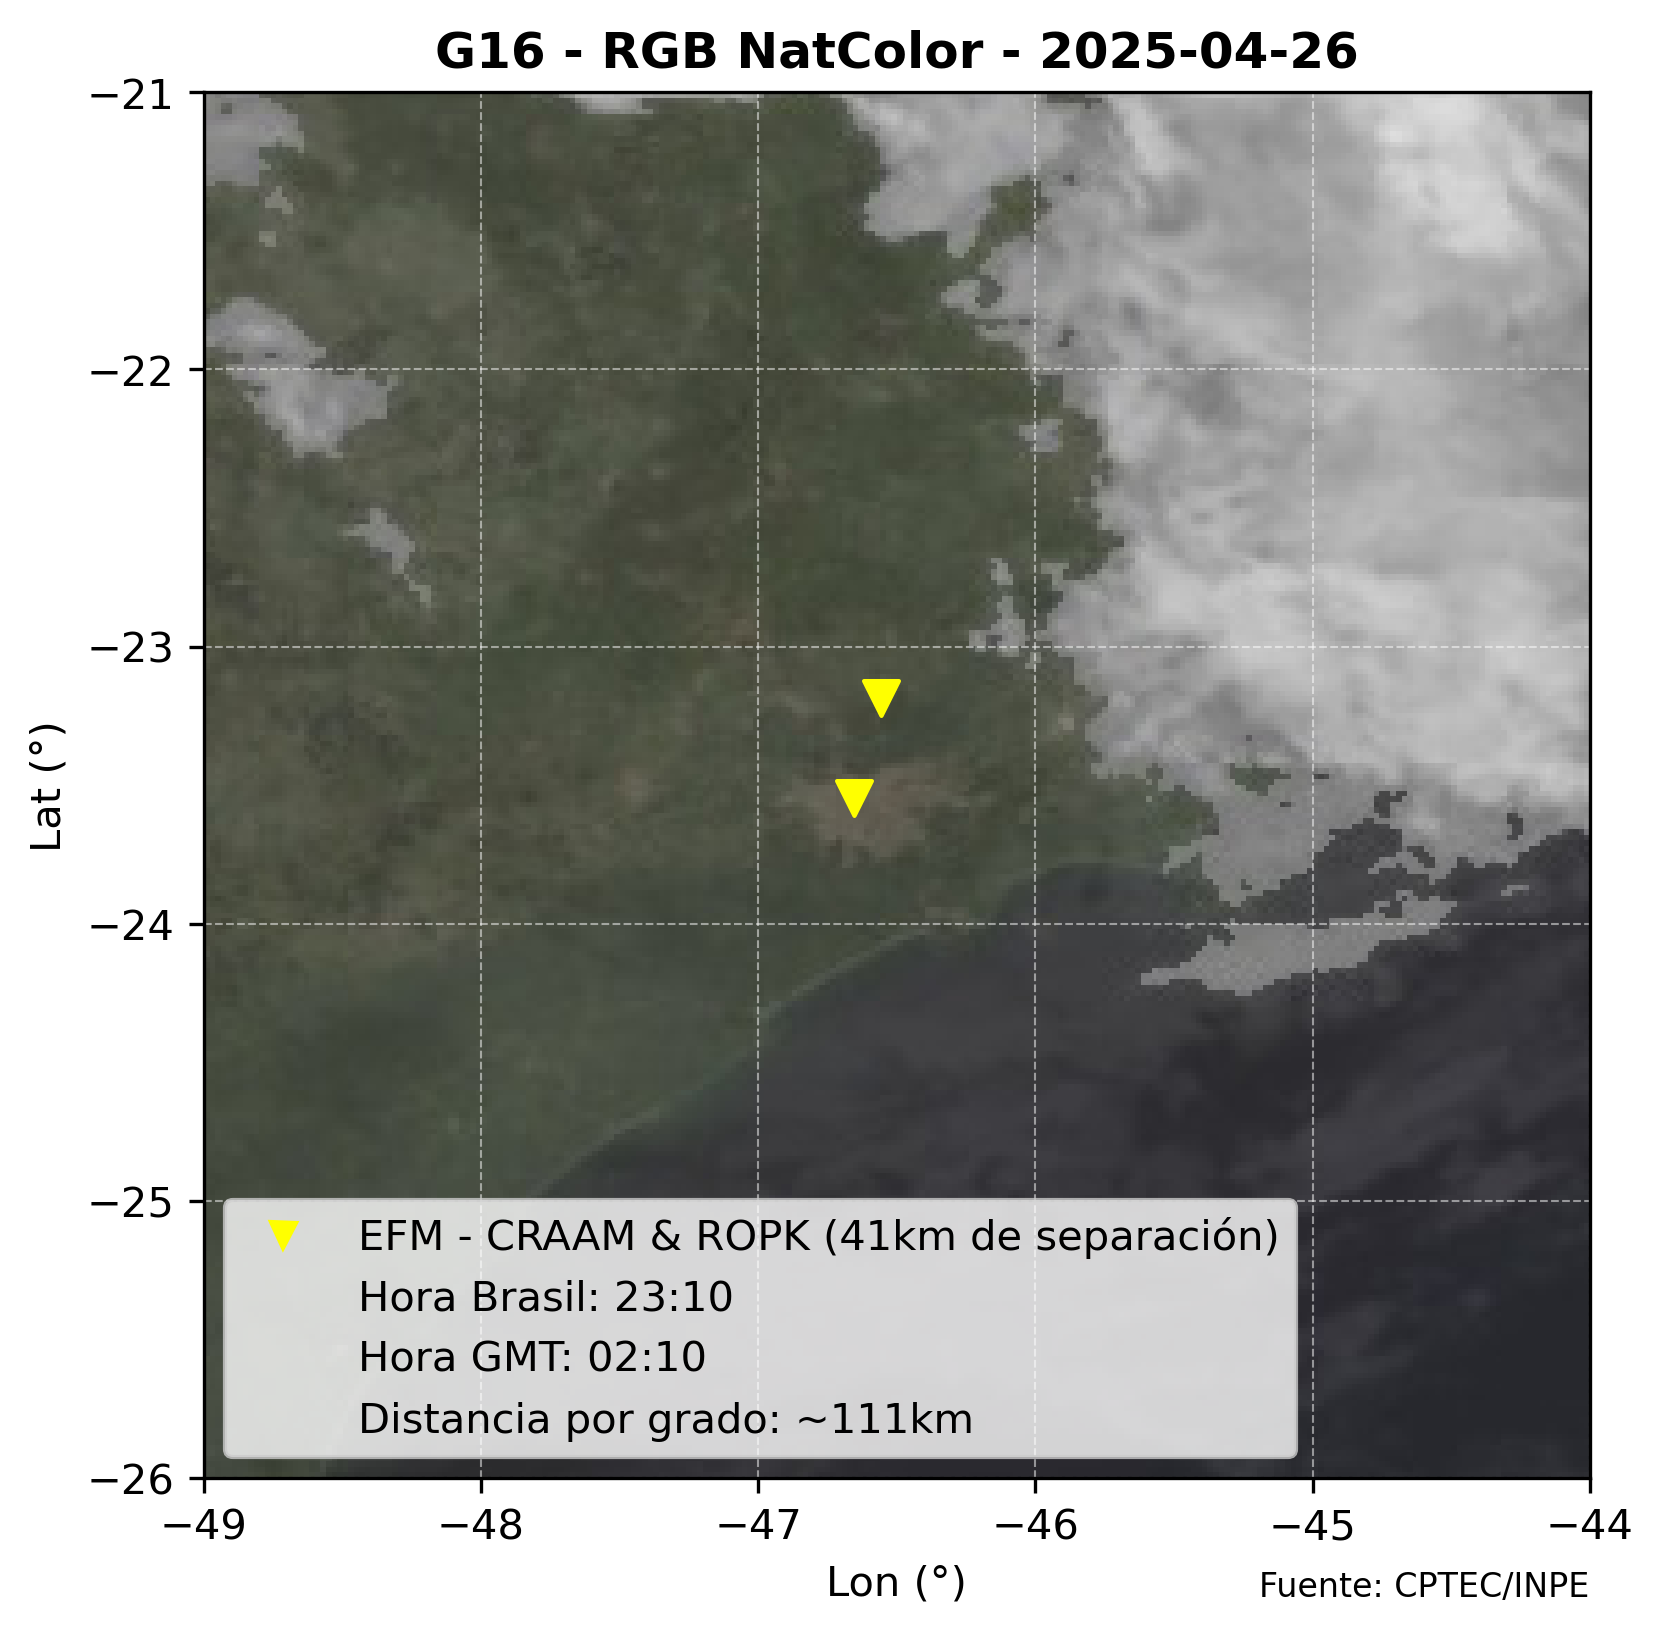 G16 - RGB NatColor - 2025-04-26
−21
−22
−23
−24
−25
−26
Lat (°)
EFM - CRAAM & ROPK (41km de separación)
Hora Brasil: 23:10
Hora GMT: 02:10
Distancia por grado: ~111km
−49
−48
−47
−46
−45
−44
Lon (°)
Fuente: CPTEC/INPE